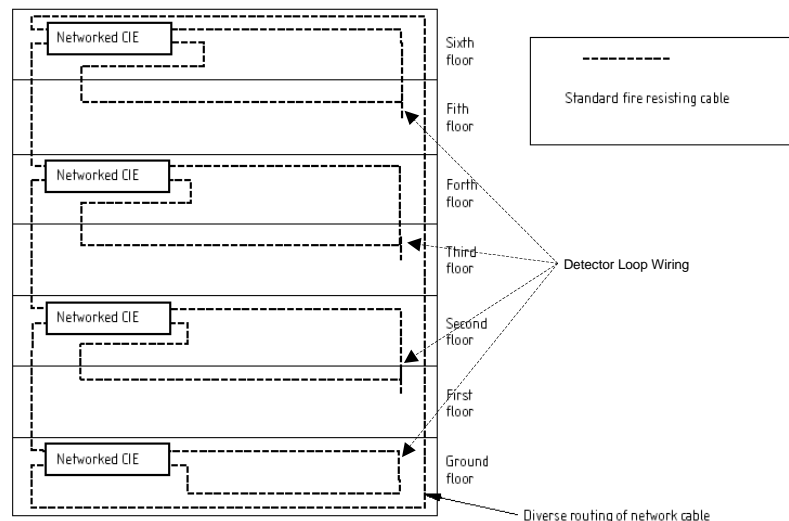 Networked CIE
Sixth
floor
Standard fire resisting cable
Fith
floor
Networked CIE
Forth
floor
Third
floor
Detector Loop Wiring
Networked CIE
Second
floor
First
floor
Networked CIE
Ground
floor
Diverse routing of network cable